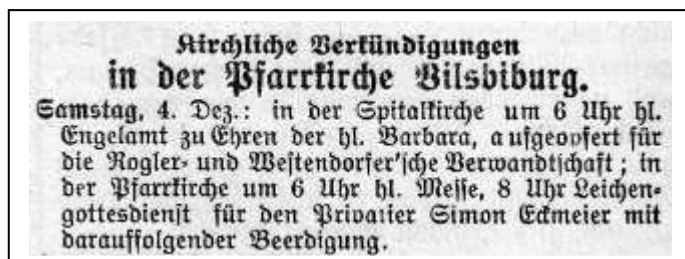 Kirchliche Verkündigungen
in der Pfarrkirche Vilsbiburg.
Samstag, 4. Dez.: in der Spitalkirche um 6 Uhr hl.
Engelamt zu Ehren der hl. Barbara, aufgeopfert für
die Rogler- und Westendorfer'sche Verwandtschaft; in
der Pfarrkirche um 6 Uhr hl. Messe, 8 Uhr Leichen-
gottesdienst für den Privatier Simon Eckmeier mit
darauffolgender Beerdigung.